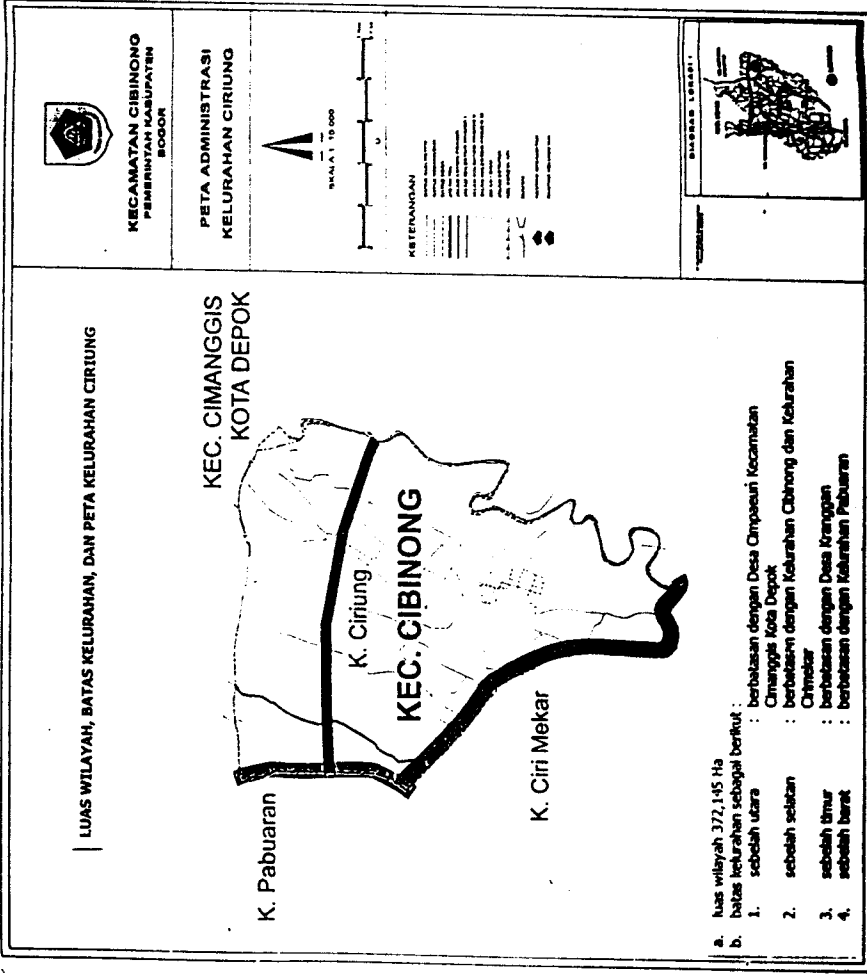 LUAS WILAYAH, BATAS KELURAHAN, DAN PETA KELURAHAN CIRIUNG
KEC. CIMANGGIS
KOTA DEPOK
K. Pabuaran
K. Ciriung
KEC. CIBINONG
K. Ciri Mekar
KECAMATAN CIBINONG
PEMERINTAH KABUPATEN
BOGOR
PETA ADMINISTRASI
KELURAHAN CIRIUNG
SKALA 1 : 10 000
KETERANGAN
DIAGRAM LOKASI
a. luas wilayah 372,145 Ha
b. batas kelurahan sebagai berikut :
1. sebelah utara : berbatasan dengan Desa Cimpaeun Kecamatan
Cimanggis Kota Depok
2. sebelah selatan : berbatasan dengan Kelurahan Cibinong dan Kelurahan
Cirimekar
3. sebelah timur : berbatasan dengan Desa Kranggan
4. sebelah barat : berbatasan dengan Kelurahan Pabuaran